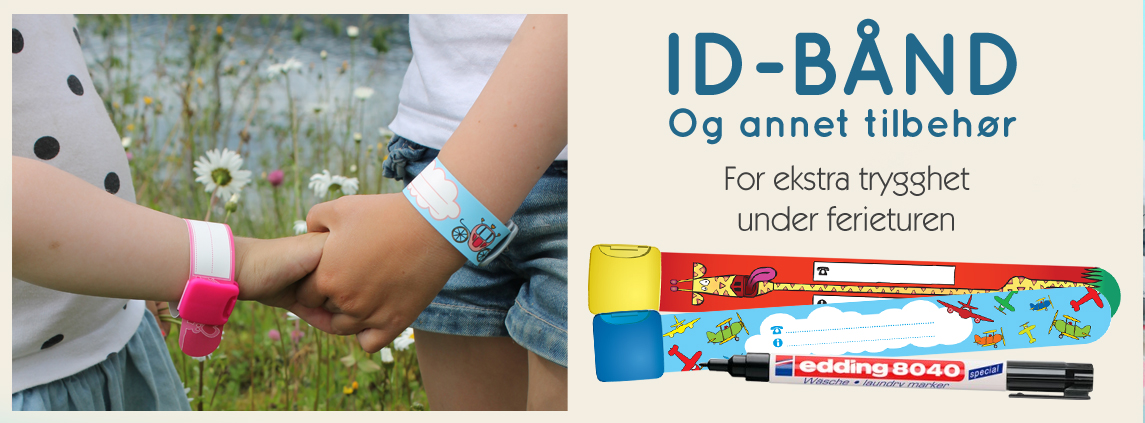 ID-BÅND
Og annet tilbehør
For ekstra trygghet
under ferieturen
edding 8040
special
Wäsche • laundry marker